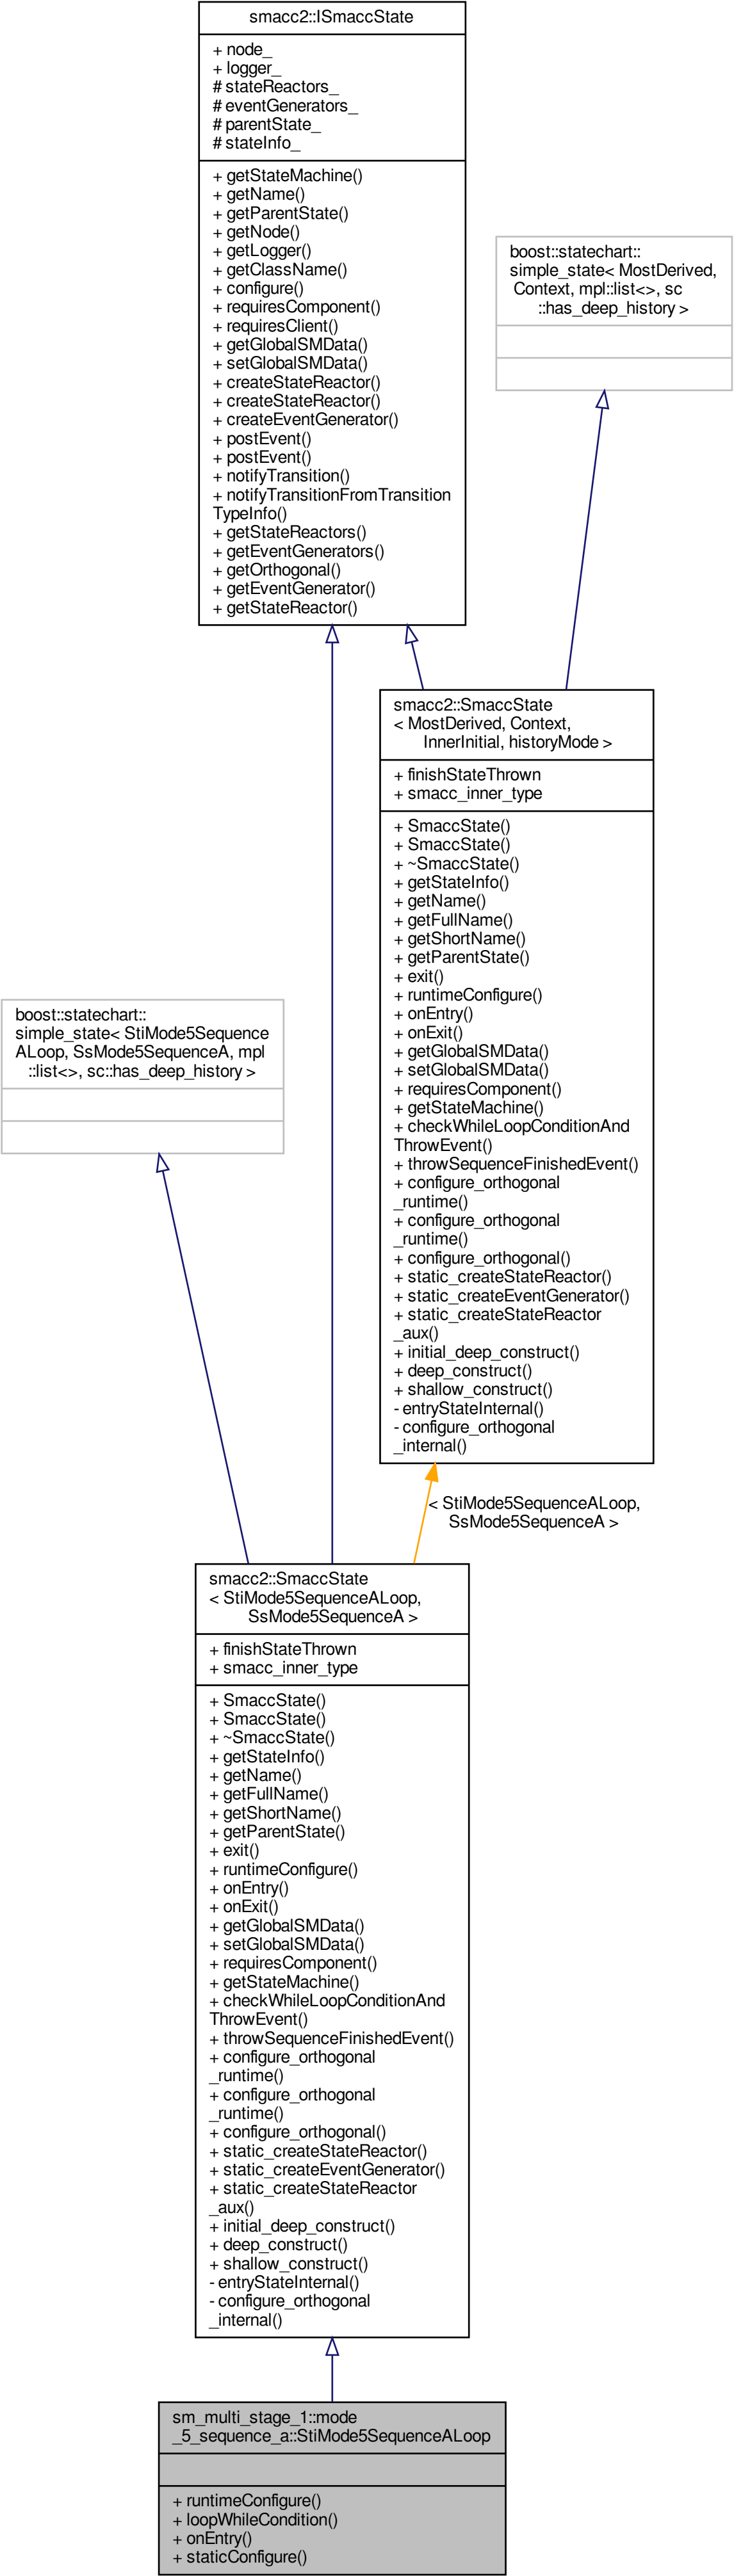 smacc2::ISmaccState
+ node_
+ logger_
# stateReactors_
# eventGenerators_
# parentState_
# stateInfo_
+ getStateMachine()
+ getName()
+ getParentState()
+ getNode()
+ getLogger()
+ getClassName()
+ configure()
+ requiresComponent()
+ requiresClient()
+ getGlobalSMData()
+ setGlobalSMData()
+ createStateReactor()
+ createStateReactor()
+ createEventGenerator()
+ postEvent()
+ postEvent()
+ notifyTransition()
+ notifyTransitionFromTransition
TypeInfo()
+ getStateReactors()
+ getEventGenerators()
+ getOrthogonal()
+ getEventGenerator()
+ getStateReactor()
boost::statechart::
simple_state< MostDerived,
Context, mpl::list<>, sc
::has_deep_history >
smacc2::SmaccState
< MostDerived, Context,
InnerInitial, historyMode >
+ finishStateThrown
+ smacc_inner_type
+ SmaccState()
+ SmaccState()
+ ~SmaccState()
+ getStateInfo()
+ getName()
+ getFullName()
+ getShortName()
+ getParentState()
+ exit()
+ runtimeConfigure()
+ onEntry()
+ onExit()
+ getGlobalSMData()
+ setGlobalSMData()
+ requiresComponent()
+ getStateMachine()
+ checkWhileLoopConditionAnd
ThrowEvent()
+ throwSequenceFinishedEvent()
+ configure_orthogonal
_runtime()
+ configure_orthogonal
_runtime()
+ configure_orthogonal()
+ static_createStateReactor()
+ static_createEventGenerator()
+ static_createStateReactor
_aux()
+ initial_deep_construct()
+ deep_construct()
+ shallow_construct()
- entryStateInternal()
- configure_orthogonal
_internal()
boost::statechart::
simple_state< StiMode5Sequence
ALoop, SsMode5SequenceA, mpl
::list<>, sc::has_deep_history >
< StiMode5SequenceALoop,
SsMode5SequenceA >
smacc2::SmaccState
< StiMode5SequenceALoop,
SsMode5SequenceA >
+ finishStateThrown
+ smacc_inner_type
+ SmaccState()
+ SmaccState()
+ ~SmaccState()
+ getStateInfo()
+ getName()
+ getFullName()
+ getShortName()
+ getParentState()
+ exit()
+ runtimeConfigure()
+ onEntry()
+ onExit()
+ getGlobalSMData()
+ setGlobalSMData()
+ requiresComponent()
+ getStateMachine()
+ checkWhileLoopConditionAnd
ThrowEvent()
+ throwSequenceFinishedEvent()
+ configure_orthogonal
_runtime()
+ configure_orthogonal
_runtime()
+ configure_orthogonal()
+ static_createStateReactor()
+ static_createEventGenerator()
+ static_createStateReactor
_aux()
+ initial_deep_construct()
+ deep_construct()
+ shallow_construct()
- entryStateInternal()
- configure_orthogonal
_internal()
sm_multi_stage_1::mode
_5_sequence_a::StiMode5SequenceALoop
+ runtimeConfigure()
+ loopWhileCondition()
+ onEntry()
+ staticConfigure()